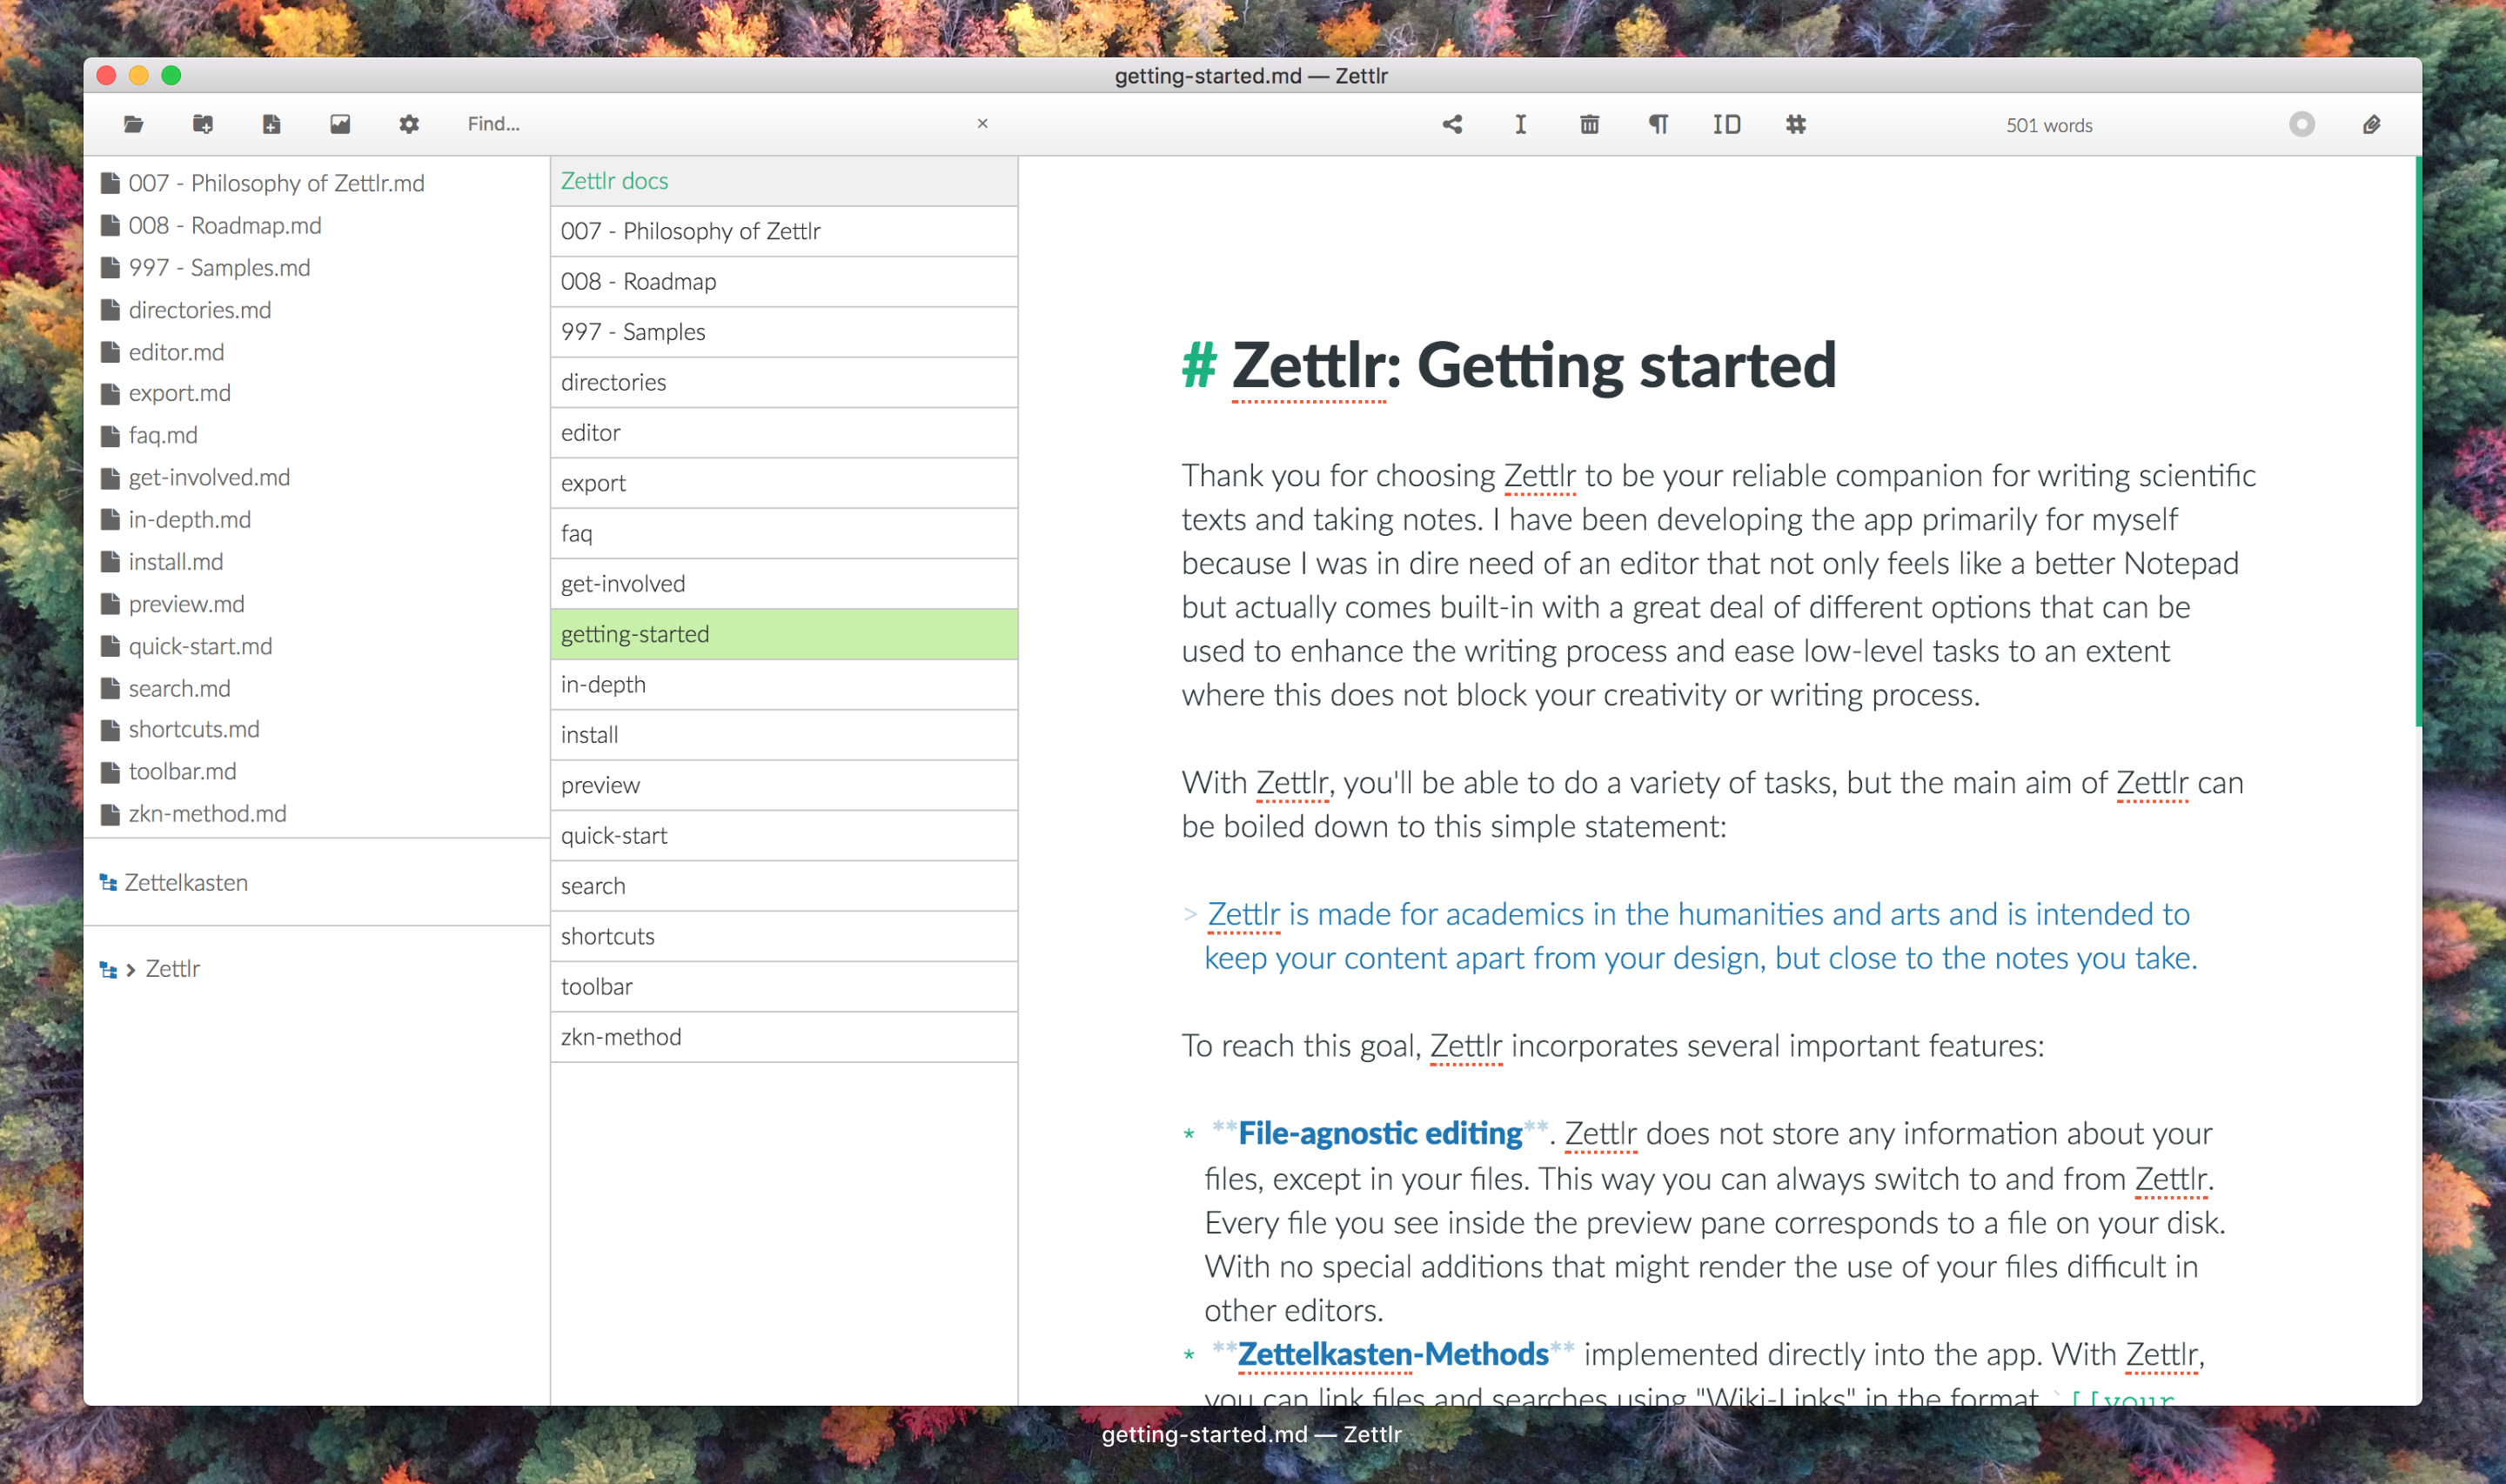 getting-started.md — Zettlr
Find...
×
501 words
007 - Philosophy of Zettlr.md
008 - Roadmap.md
997 - Samples.md
directories.md
editor.md
export.md
faq.md
get-involved.md
in-depth.md
install.md
preview.md
quick-start.md
search.md
shortcuts.md
toolbar.md
zkn-method.md
Zettelkasten
Zettlr
Zettlr docs
007 - Philosophy of Zettlr
008 - Roadmap
997 - Samples
directories
editor
export
faq
get-involved
getting-started
in-depth
install
preview
quick-start
search
shortcuts
toolbar
zkn-method
# Zettlr: Getting started
Thank you for choosing Zettlr to be your reliable companion for writing scientific
texts and taking notes. I have been developing the app primarily for myself
because I was in dire need of an editor that not only feels like a better Notepad
but actually comes built-in with a great deal of different options that can be
used to enhance the writing process and ease low-level tasks to an extent
where this does not block your creativity or writing process.
With Zettlr, you'll be able to do a variety of tasks, but the main aim of Zettlr can
be boiled down to this simple statement:
> Zettlr is made for academics in the humanities and arts and is intended to
keep your content apart from your design, but close to the notes you take.
To reach this goal, Zettlr incorporates several important features:
* **File-agnostic editing**. Zettlr does not store any information about your
files, except in your files. This way you can always switch to and from Zettlr.
Every file you see inside the preview pane corresponds to a file on your disk.
With no special additions that might render the use of your files difficult in
other editors.
* **Zettelkasten-Methods** implemented directly into the app. With Zettlr,
you can link files and searches using "Wiki-Links" in the format `[[your
getting-started.md — Zettlr